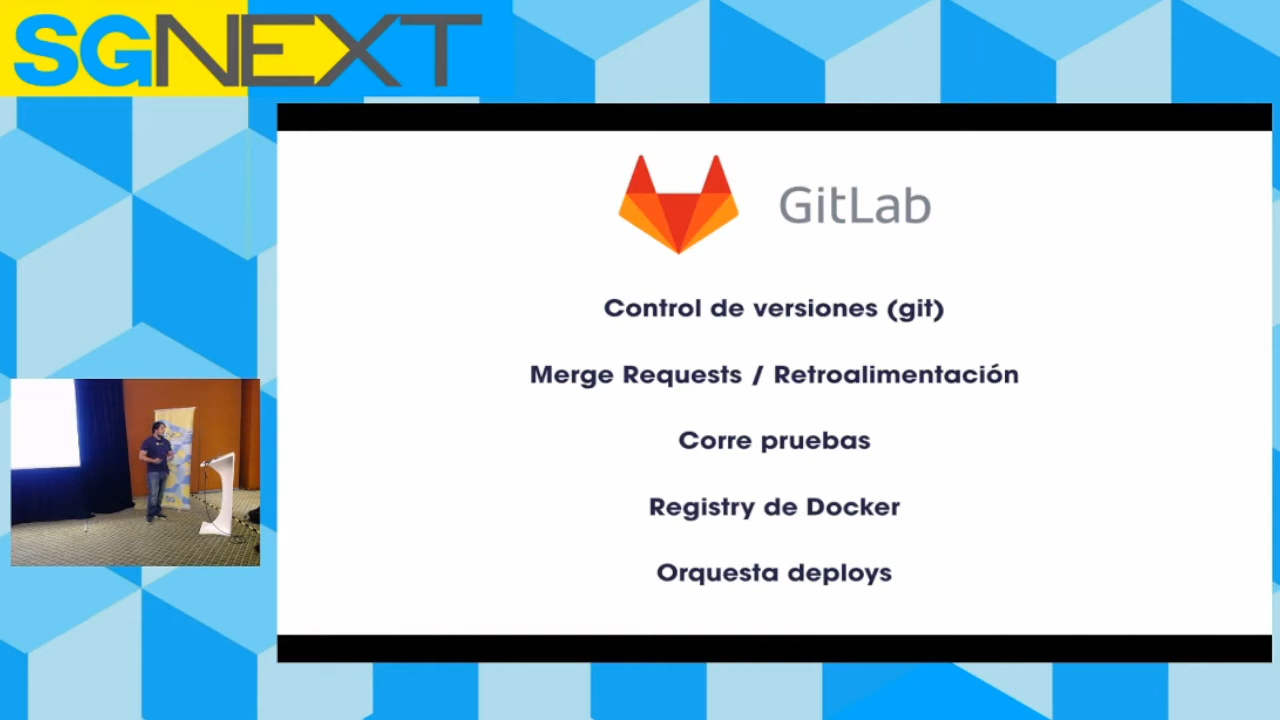 SGNEXT
GitLab
Control de versiones (git)
Merge Requests / Retroalimentación
Corre pruebas
Registry de Docker
Orquesta deploys